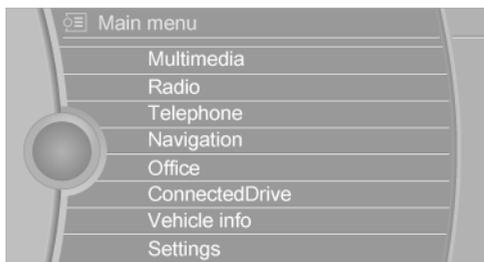 Main menu
Multimedia
Radio
Telephone
Navigation
Office
ConnectedDrive
Vehicle info
Settings